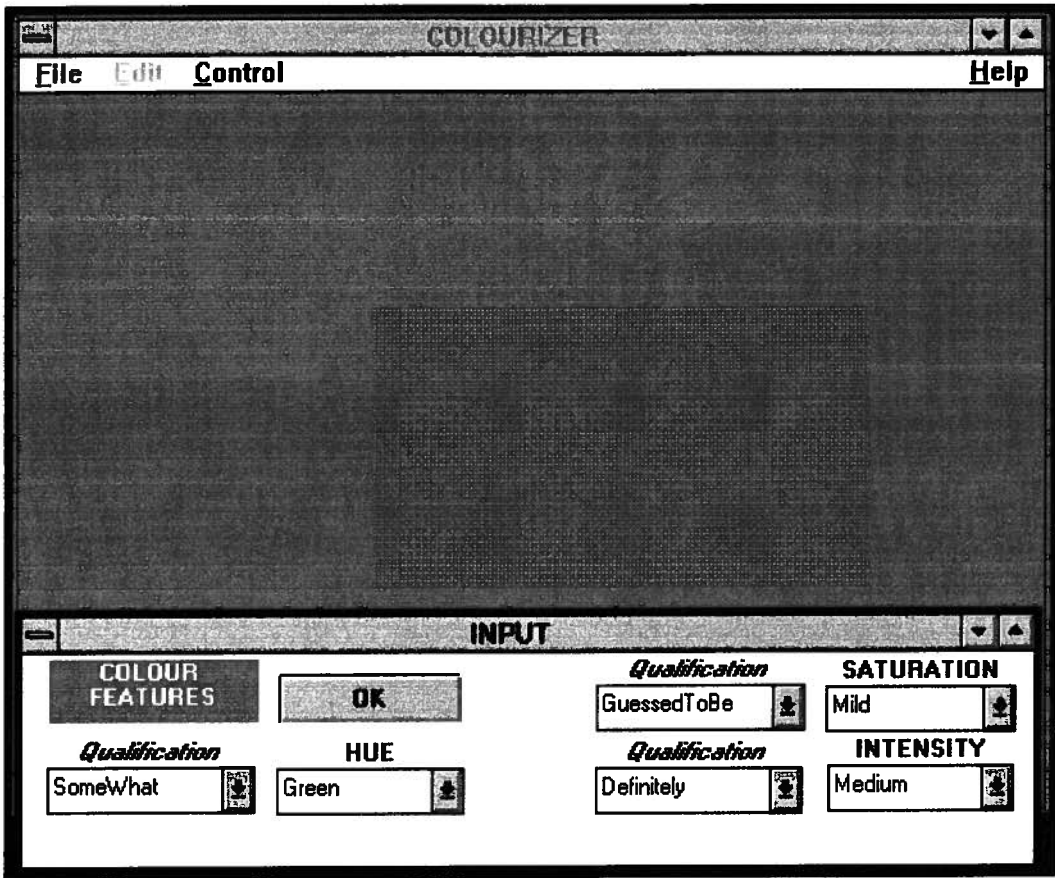 COLOURIZER
File Edit Control Help
INPUT
COLOUR
FEATURES
OK
Qualification SATURATION
GuessedToBe Mild
Qualification HUE
SomeWhat Green
Qualification INTENSITY
Definitely Medium